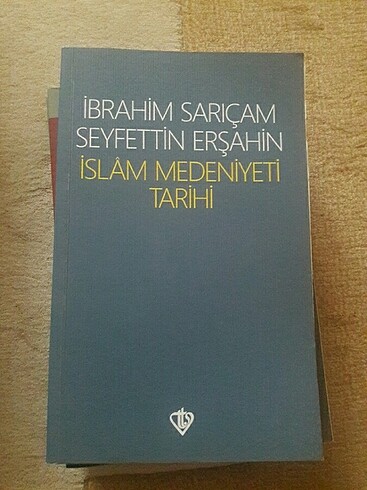 İBRAHİM SARIÇAM
SEYFETTİN ERŞAHİN
İSLÂM MEDENİYETİ
TARİHİ